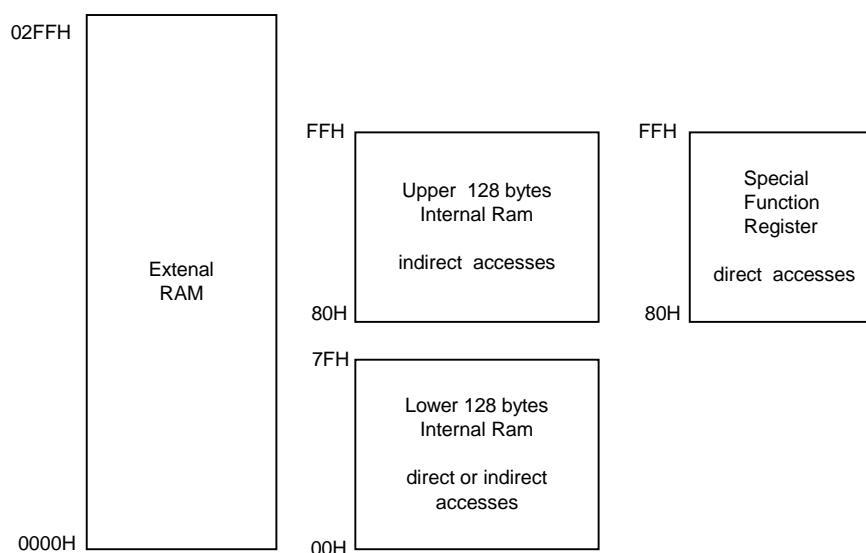 02FFH
Extenal
RAM
0000H
FFH
Upper 128 bytes
Internal Ram
indirect accesses
80H
7FH
Lower 128 bytes
Internal Ram
direct or indirect
accesses
00H
FFH
Special
Function
Register
direct accesses
80H